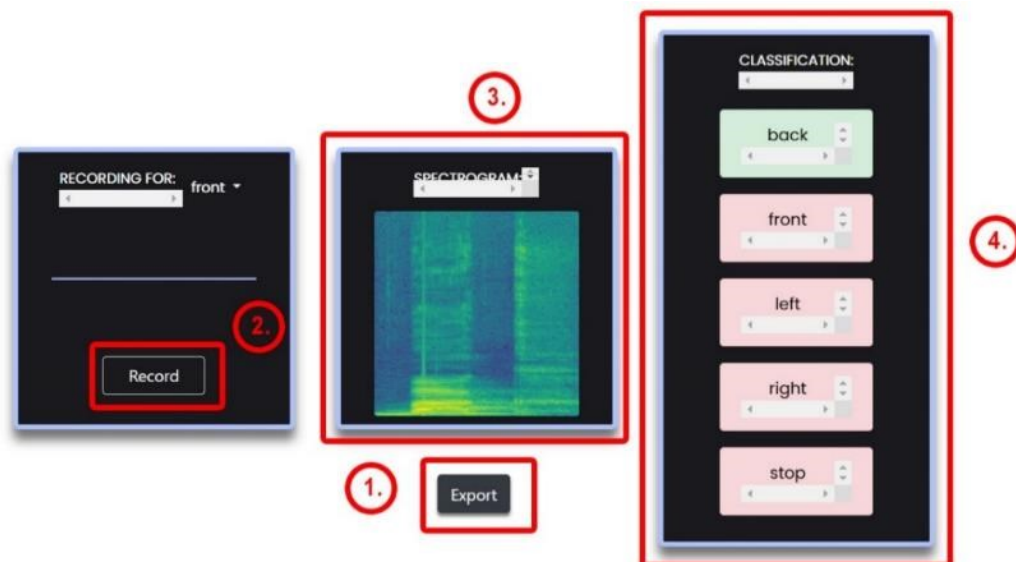 3.
RECORDING FOR:
front
2.
Record
SPECTROGRAM:
1.
Export
CLASSIFICATION:
back
front
left
right
stop
4.